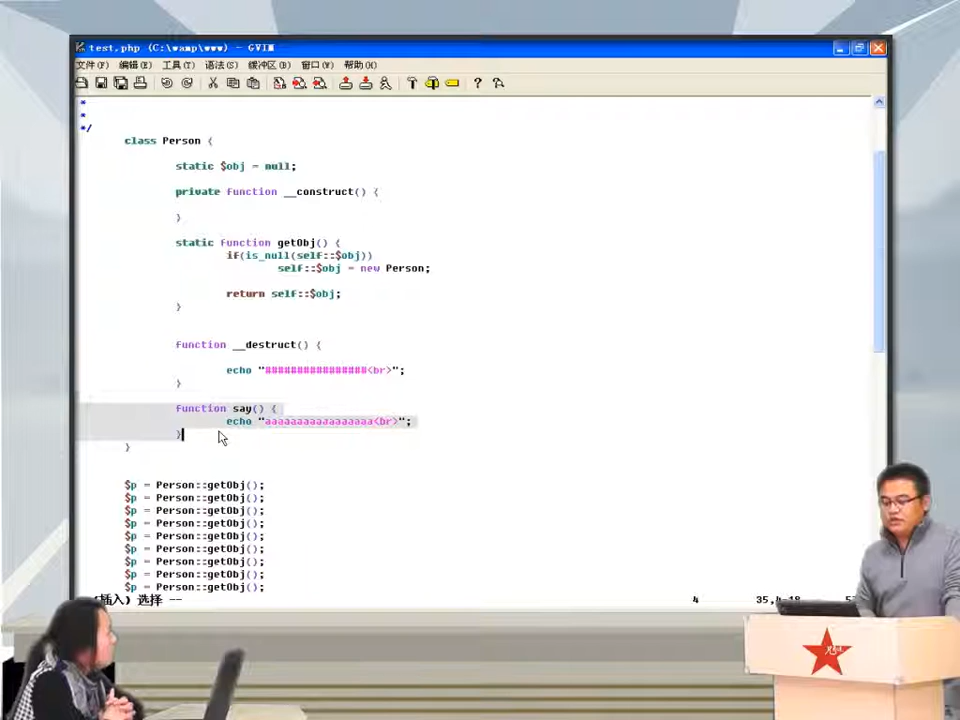 test.php (C:\wamp\www) - GVIM
文件(F) 编辑(E) 工具(T) 语法(S) 缓冲区(B) 窗口(W) 帮助(H)
*
*
*/
class Person {
static $obj = null;
private function __construct() {
}
static function getObj() {
if(is_null(self::$obj))
self::$obj = new Person;
return self::$obj;
}
function __destruct() {
echo "################<br>";
}
function say() {
echo "aaaaaaaaaaaaaaaaa<br>";
}
}
$p = Person::getObj();
$p = Person::getObj();
$p = Person::getObj();
$p = Person::getObj();
$p = Person::getObj();
$p = Person::getObj();
$p = Person::getObj();
$p = Person::getObj();
$p = Person::getObj();
插入) 选择 -- 4 35,4-18